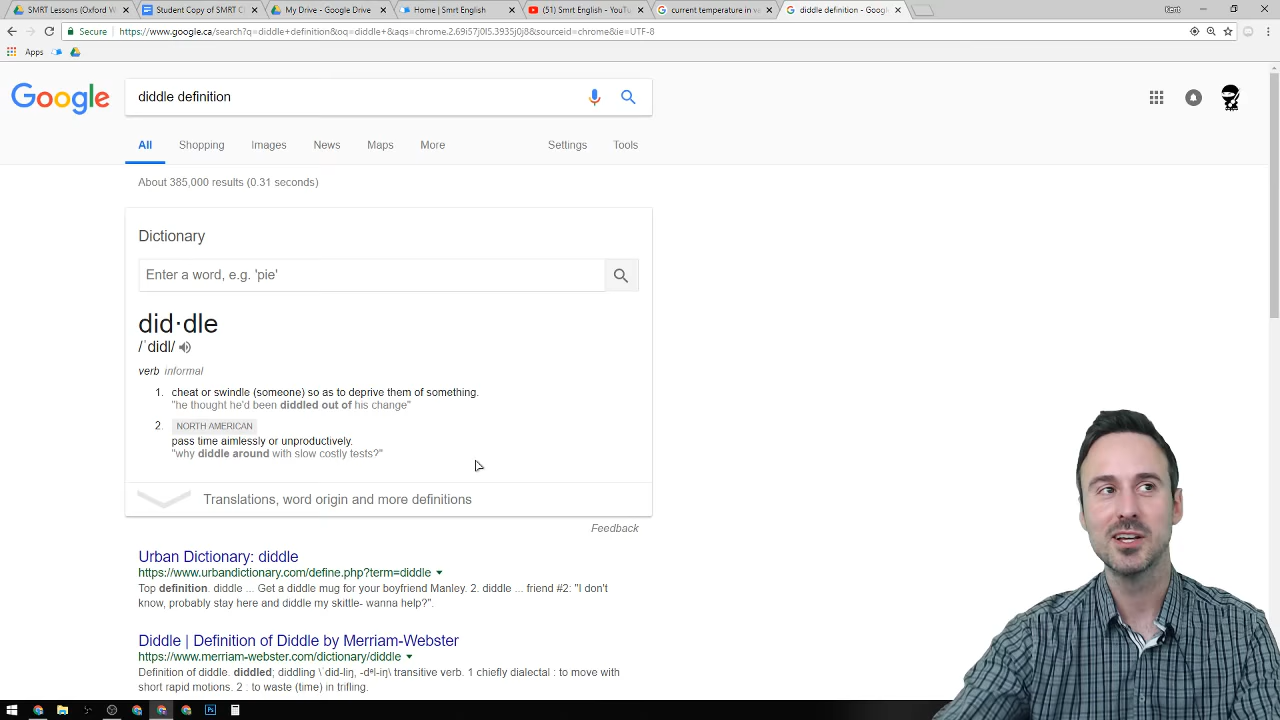 SMRT Lessons (Oxford W
Student Copy of SMRT C
My Drive - Google Drive
Home | Smrt English
(51) Smrt English - YouTu
current temperature in va
diddle definition - Googl
Secure
https://www.google.ca/search?q=diddle+definition&oq=diddle+&aqs=chrome.2.69i57j0l5.3935j0j8&sourceid=chrome&ie=UTF-8
Apps
Google
diddle definition
All
Shopping
Images
News
Maps
More
Settings
Tools
About 385,000 results (0.31 seconds)
Dictionary
Enter a word, e.g. 'pie'
did·dle
/ˈdidl/
verb informal
1. cheat or swindle (someone) so as to deprive them of something.
"he thought he'd been diddled out of his change"
2. NORTH AMERICAN
pass time aimlessly or unproductively.
"why diddle around with slow costly tests?"
Translations, word origin and more definitions
Feedback
Urban Dictionary: diddle
https://www.urbandictionary.com/define.php?term=diddle
Top definition. diddle ... Get a diddle mug for your boyfriend Manley. 2. diddle ... friend #2: "I don't
know, probably stay here and diddle my skittle- wanna help?".
Diddle | Definition of Diddle by Merriam-Webster
https://www.merriam-webster.com/dictionary/diddle
Definition of diddle. diddled; diddling \ˈdid-liŋ, -dᵊl-iŋ\ transitive verb. 1 chiefly dialectal : to move with
short rapid motions. 2 . to waste (time) in trifling.